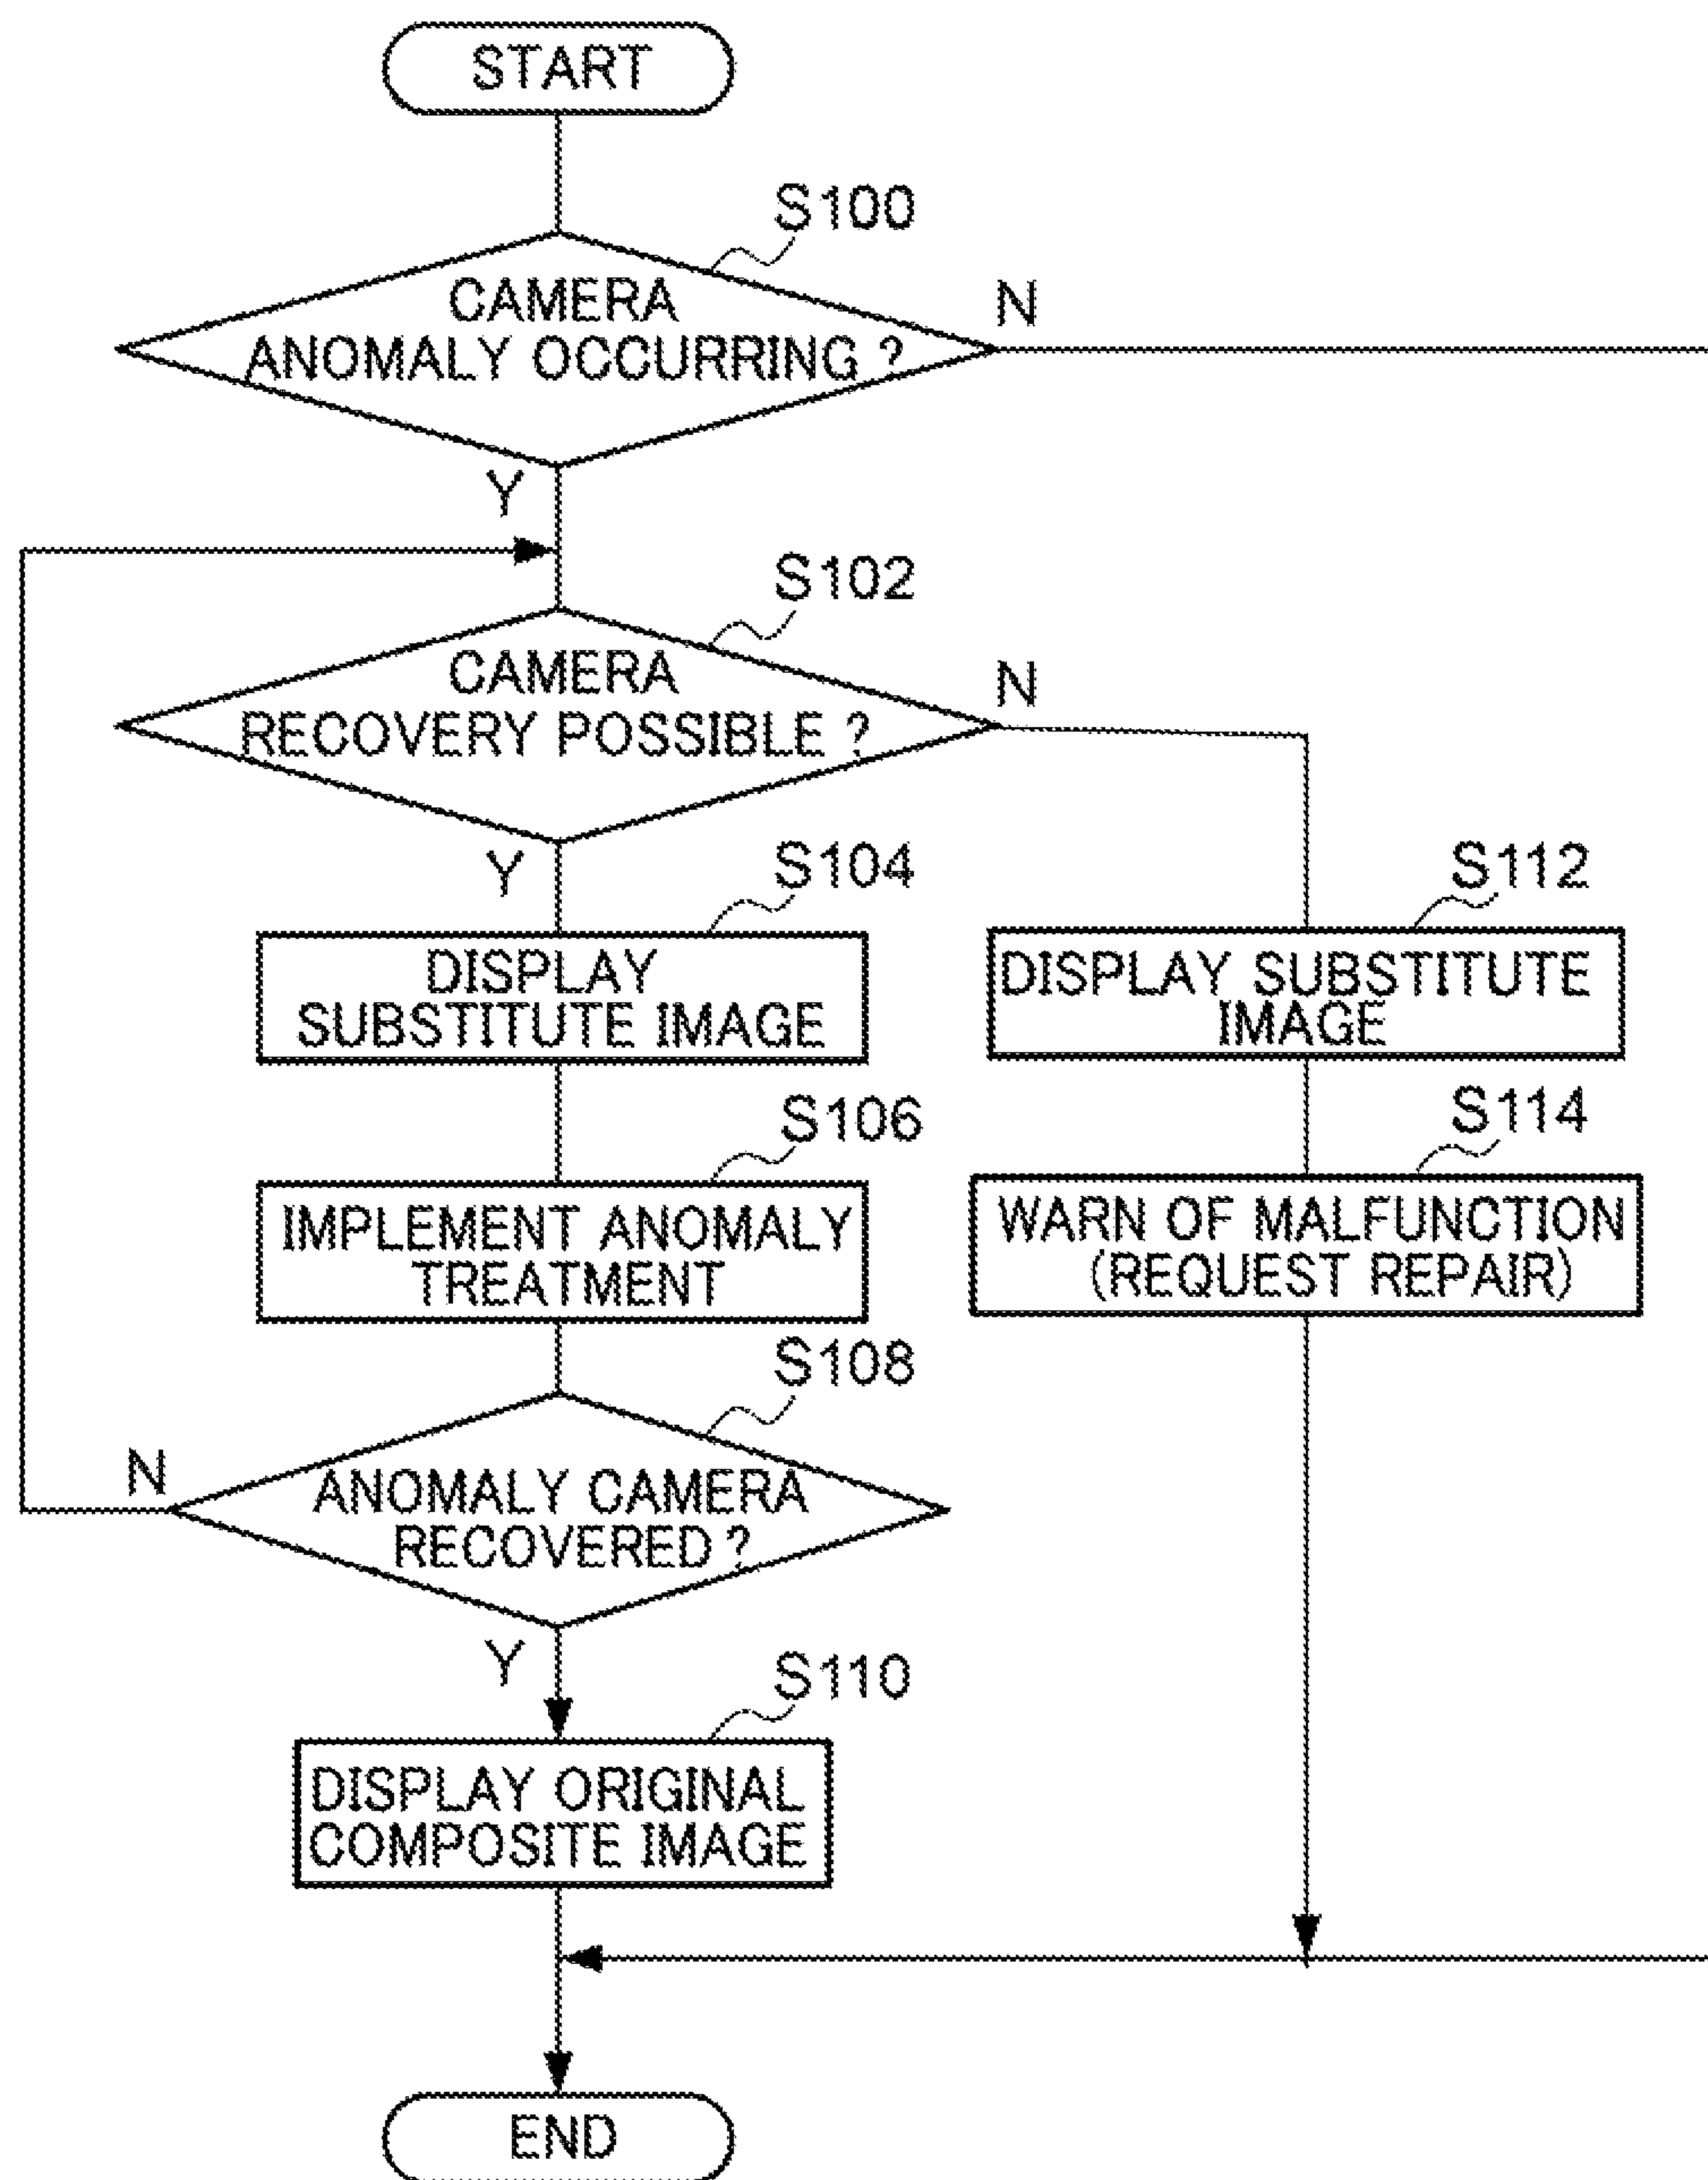 START
S100
CAMERA
ANOMALY OCCURRING ?
N
Y
S102
CAMERA
RECOVERY POSSIBLE ?
N
Y
S104
DISPLAY
SUBSTITUTE IMAGE
S112
DISPLAY SUBSTITUTE
IMAGE
S106
IMPLEMENT ANOMALY
TREATMENT
S114
WARN OF MALFUNCTION
(REQUEST REPAIR)
S108
N
ANOMALY CAMERA
RECOVERED ?
Y
S110
DISPLAY ORIGINAL
COMPOSITE IMAGE
END